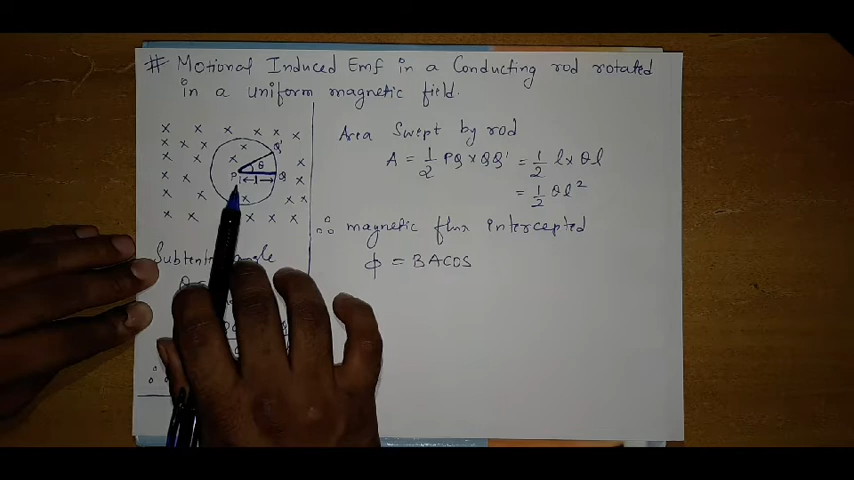 # Motional Induced Emf in a Conducting rod rotated
in a uniform magnetic field.
Q'
θ
P l Q
Area Swept by rod
A = 1/2 PQ × QQ' = 1/2 l × θl
= 1/2 θl²
∴ magnetic flux intercepted
Φ = BACOS